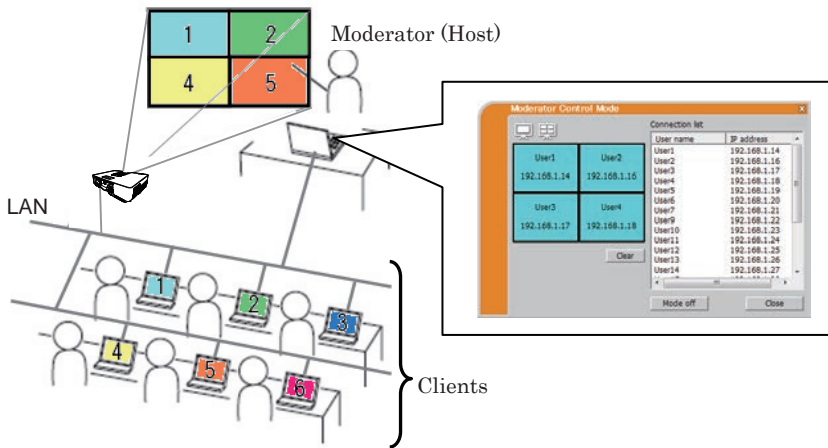 Moderator (Host)
1 2
4 5
LAN
1 2 3
4 5 6
Clients
Moderator Control Mode
Connection list
User name IP address
User1 192.168.1.14
User2 192.168.1.16
User3 192.168.1.17
User4 192.168.1.18
User5 192.168.1.19
User6 192.168.1.20
User7 192.168.1.21
User9 192.168.1.22
User10 192.168.1.23
User11 192.168.1.24
User12 192.168.1.25
User13 192.168.1.26
User14 192.168.1.27
User1 User2
192.168.1.14 192.168.1.16
User3 User4
192.168.1.17 192.168.1.18
Clear
Mode off Close